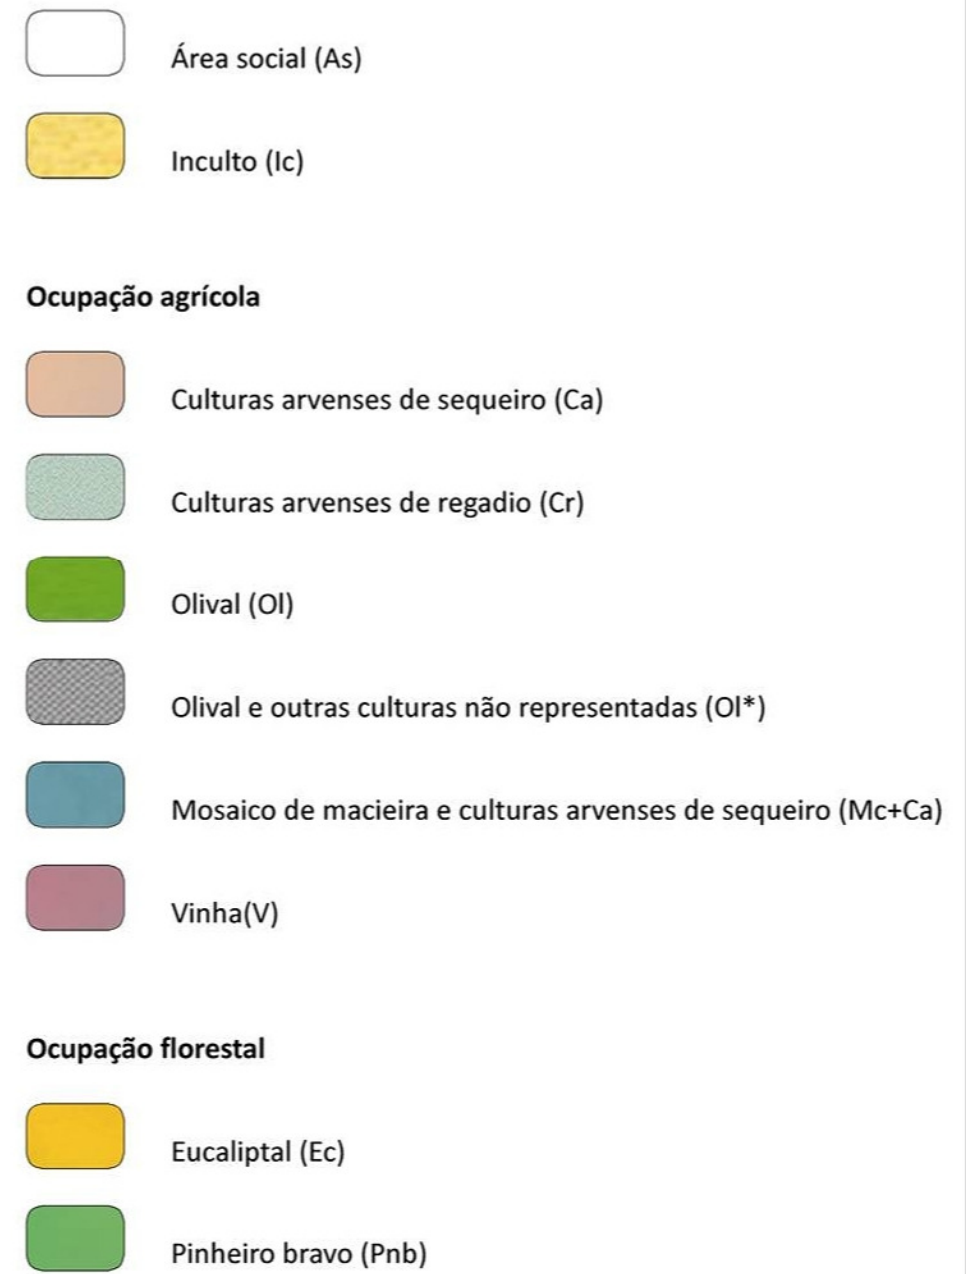 Área social (As)
Inculto (Ic)
Ocupação agrícola
Culturas arvenses de sequeiro (Ca)
Culturas arvenses de regadio (Cr)
Olival (Ol)
Olival e outras culturas não representadas (Ol*)
Mosaico de macieira e culturas arvenses de sequeiro (Mc+Ca)
Vinha(V)
Ocupação florestal
Eucaliptal (Ec)
Pinheiro bravo (Pnb)